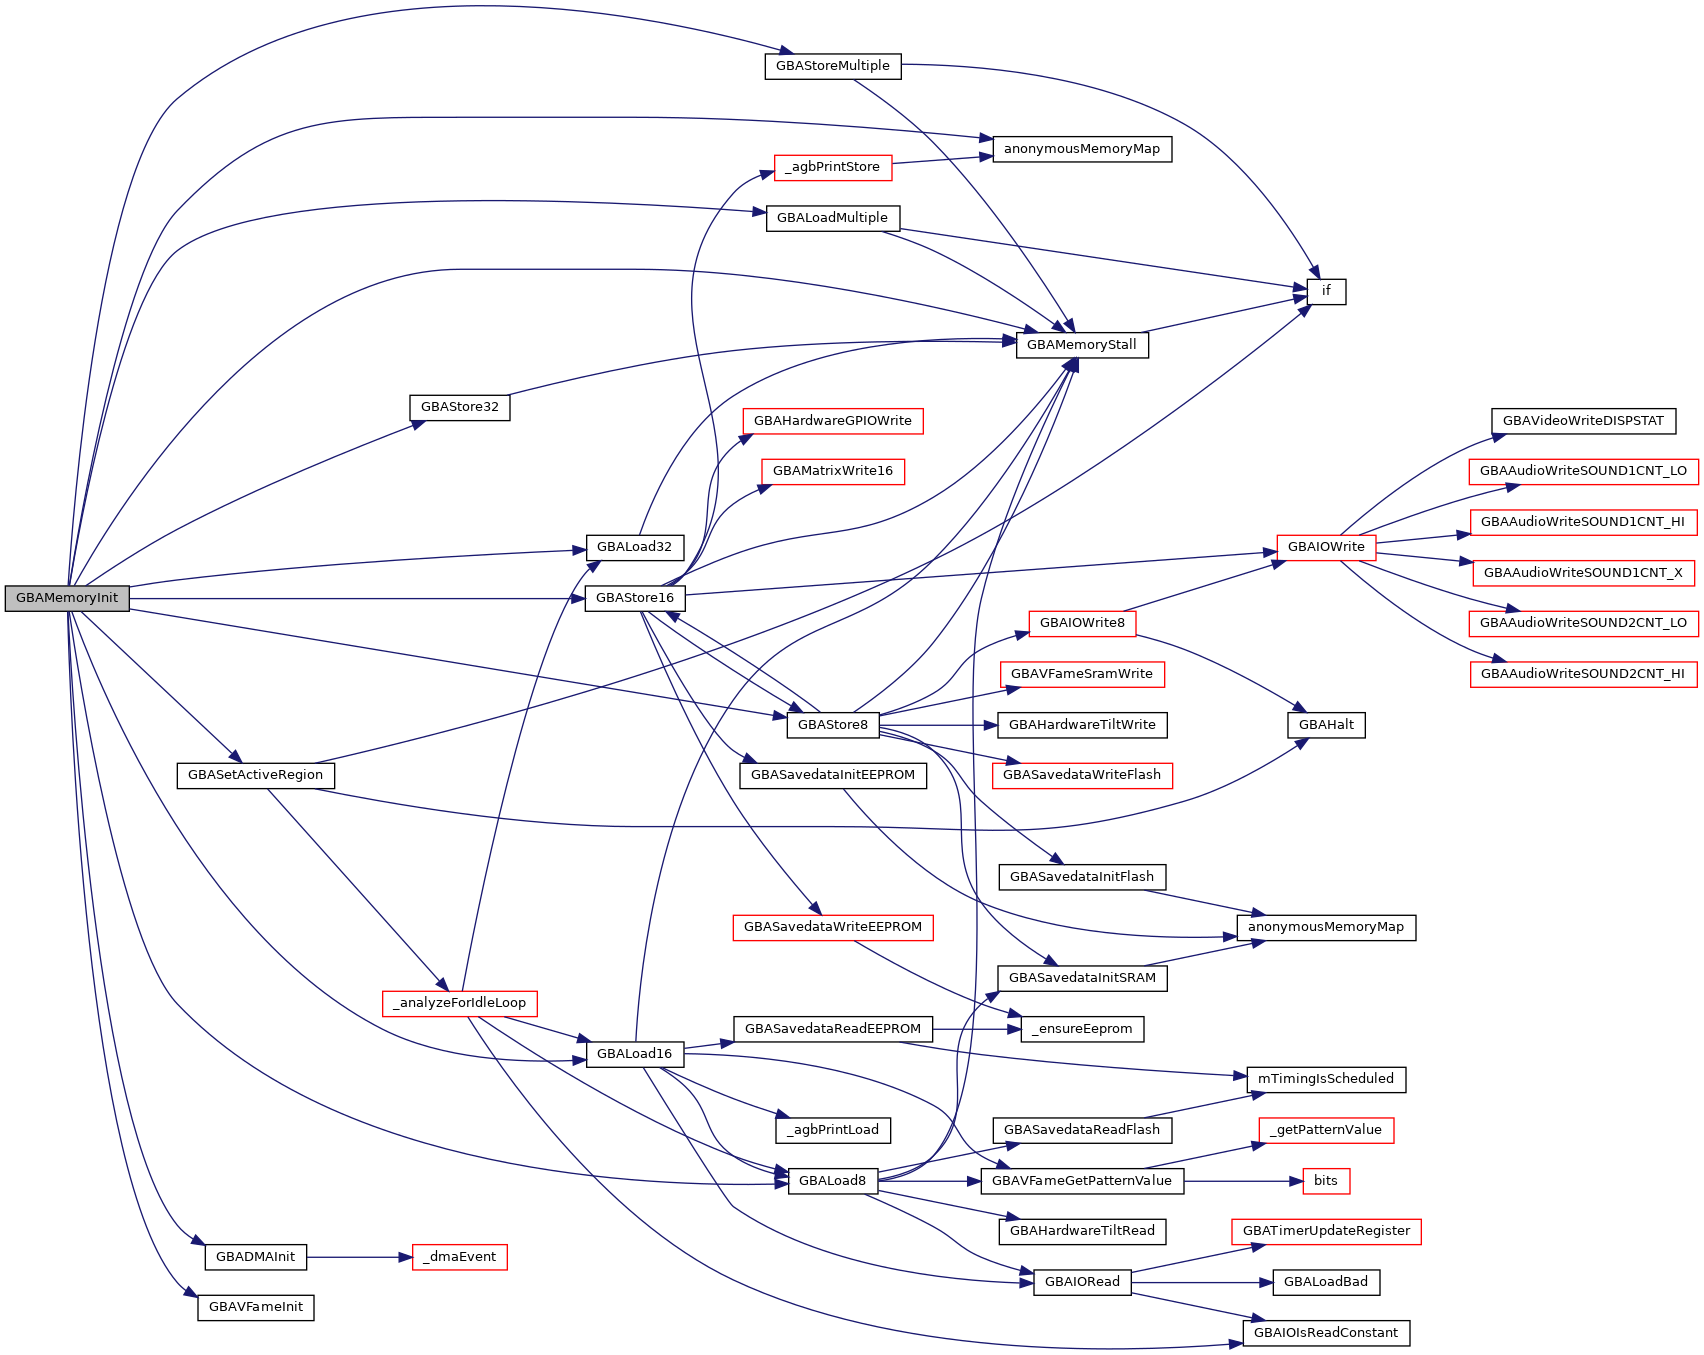 GBAStoreMultiple
anonymousMemoryMap
_agbPrintStore
GBALoadMultiple
if
GBAMemoryStall
GBAStore32
GBAHardwareGPIOWrite
GBAVideoWriteDISPSTAT
GBAMatrixWrite16
GBAAudioWriteSOUND1CNT_LO
GBAAudioWriteSOUND1CNT_HI
GBALoad32
GBAIOWrite
GBAAudioWriteSOUND1CNT_X
GBAMemoryInit
GBAStore16
GBAIOWrite8
GBAAudioWriteSOUND2CNT_LO
GBAVFameSramWrite
GBAAudioWriteSOUND2CNT_HI
GBAStore8
GBAHardwareTiltWrite
GBAHalt
GBASetActiveRegion
GBASavedataInitEEPROM
GBASavedataWriteFlash
GBASavedataInitFlash
GBASavedataWriteEEPROM
anonymousMemoryMap
GBASavedataInitSRAM
_analyzeForIdleLoop
GBASavedataReadEEPROM
_ensureEeprom
GBALoad16
mTimingIsScheduled
_agbPrintLoad
GBASavedataReadFlash
_getPatternValue
GBALoad8
GBAVFameGetPatternValue
bits
GBAHardwareTiltRead
GBATimerUpdateRegister
GBADMAInit
_dmaEvent
GBAIORead
GBALoadBad
GBAVFameInit
GBAIOIsReadConstant